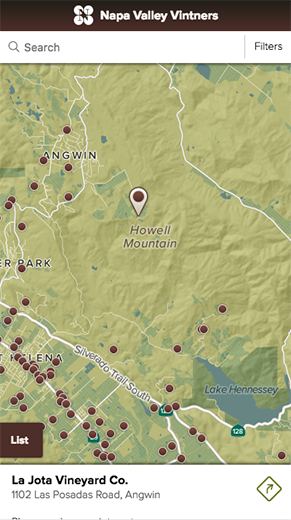 Napa Valley Vintners
Search
Filters
ANGWIN
Howell
Mountain
ER PARK
Silverado Trail South
T HELENA
Lake Hennessey
128
List
La Jota Vineyard Co.
1102 Las Posadas Road, Angwin